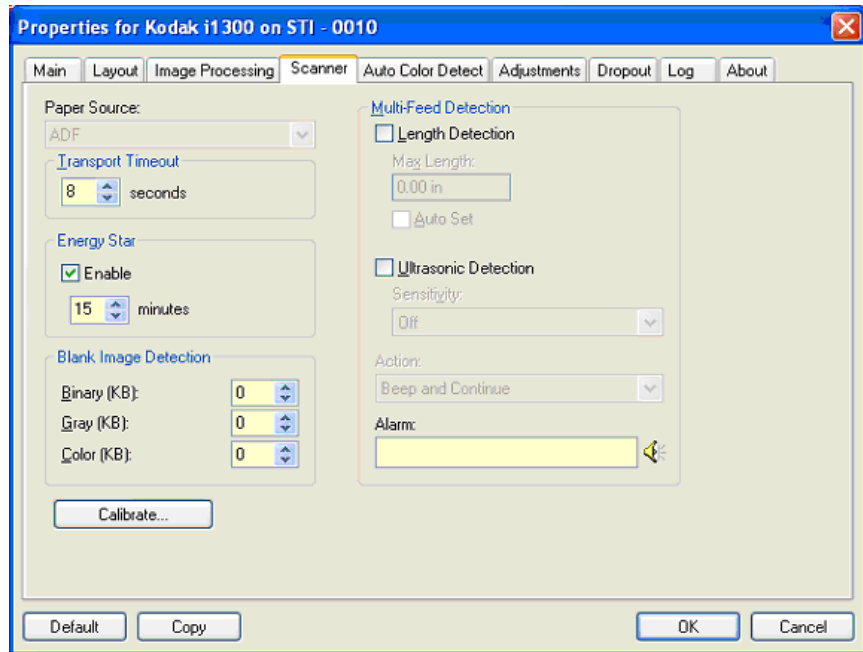 Properties for Kodak i1300 on STI - 0010
Main Layout Image Processing Scanner Auto Color Detect Adjustments Dropout Log About
Paper Source:
ADF
Transport Timeout
8 seconds
Energy Star
Enable
15 minutes
Blank Image Detection
Binary (KB): 0
Gray (KB): 0
Color (KB): 0
Calibrate...
Multi-Feed Detection
Length Detection
Max Length:
0.00 in
Auto Set
Ultrasonic Detection
Sensitivity:
Off
Action:
Beep and Continue
Alarm:
Default Copy OK Cancel